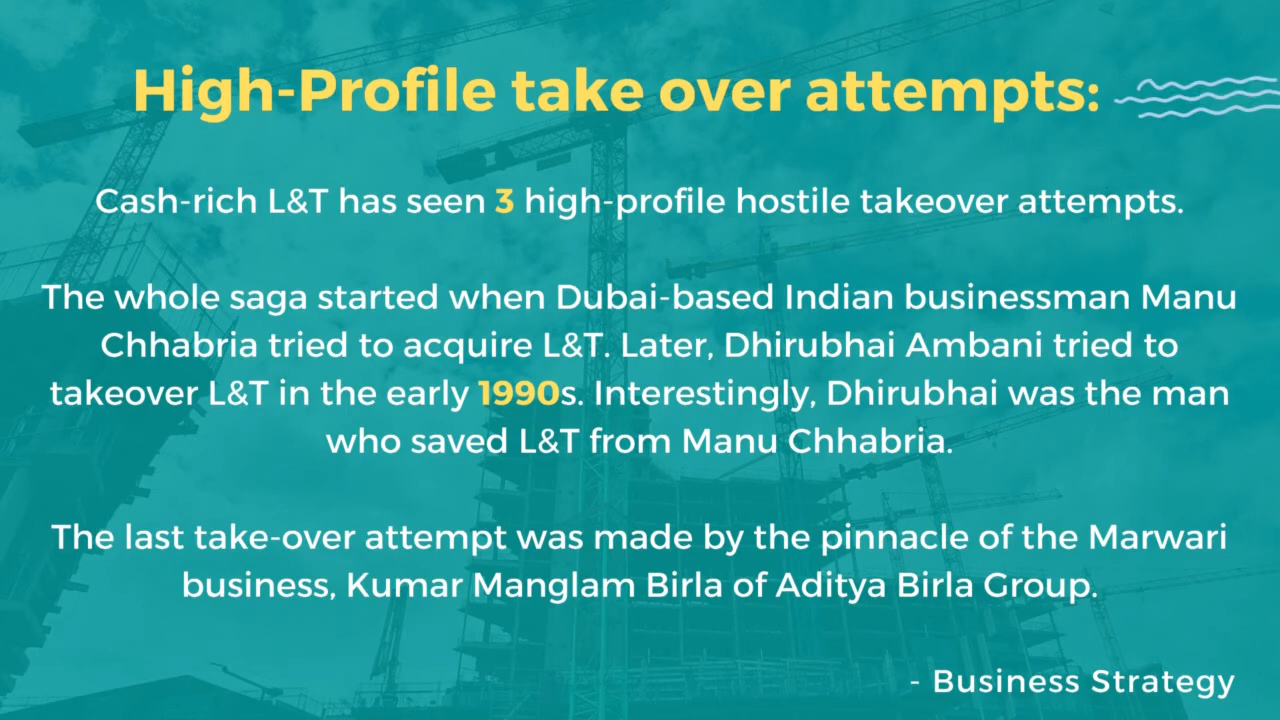 High-Profile take over attempts:
Cash-rich L&T has seen 3 high-profile hostile takeover attempts.
The whole saga started when Dubai-based Indian businessman Manu
Chhabria tried to acquire L&T. Later, Dhirubhai Ambani tried to
takeover L&T in the early 1990s. Interestingly, Dhirubhai was the man
who saved L&T from Manu Chhabria.
The last take-over attempt was made by the pinnacle of the Marwari
business, Kumar Manglam Birla of Aditya Birla Group.
- Business Strategy